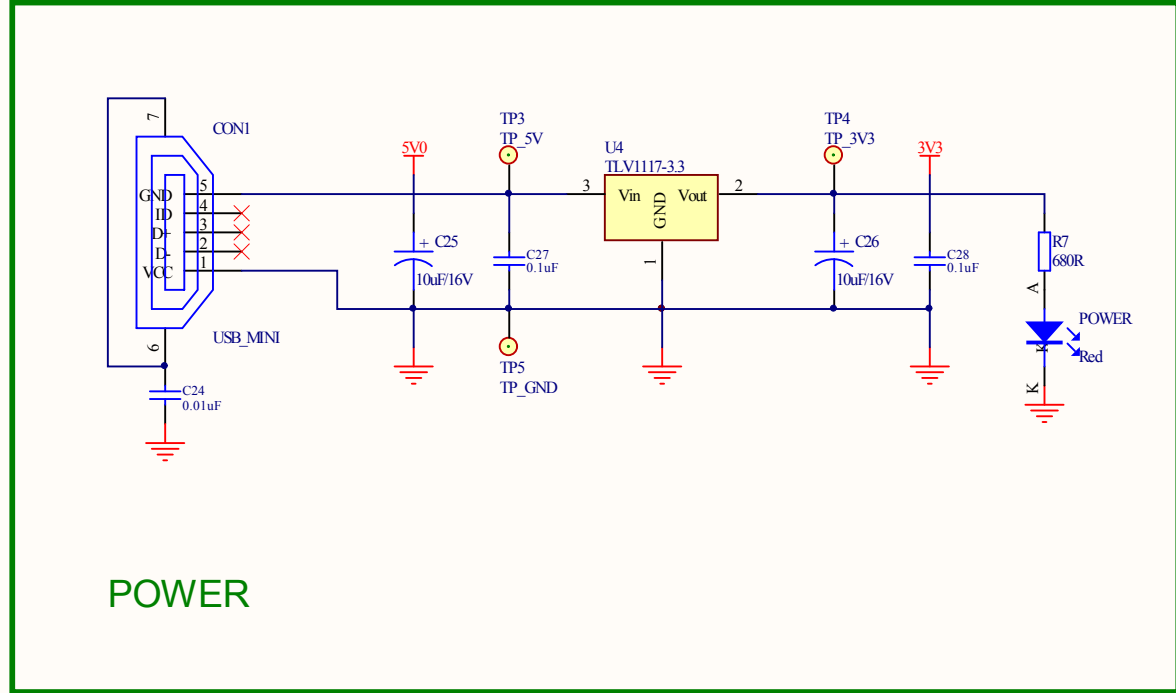 7
CON1
GND 5
ID 4
D+ 3
D- 2
VCC 1
6
USB_MINI
C24
0.01uF
5V0
+ C25
10uF/16V
TP3
TP_5V
C27
0.1uF
TP5
TP_GND
U4
TLV1117-3.3
3 Vin GND Vout 2
1
TP4
TP_3V3
+ C26
10uF/16V
3V3
C28
0.1uF
R7
680R
A
POWER
K
Red
K
POWER